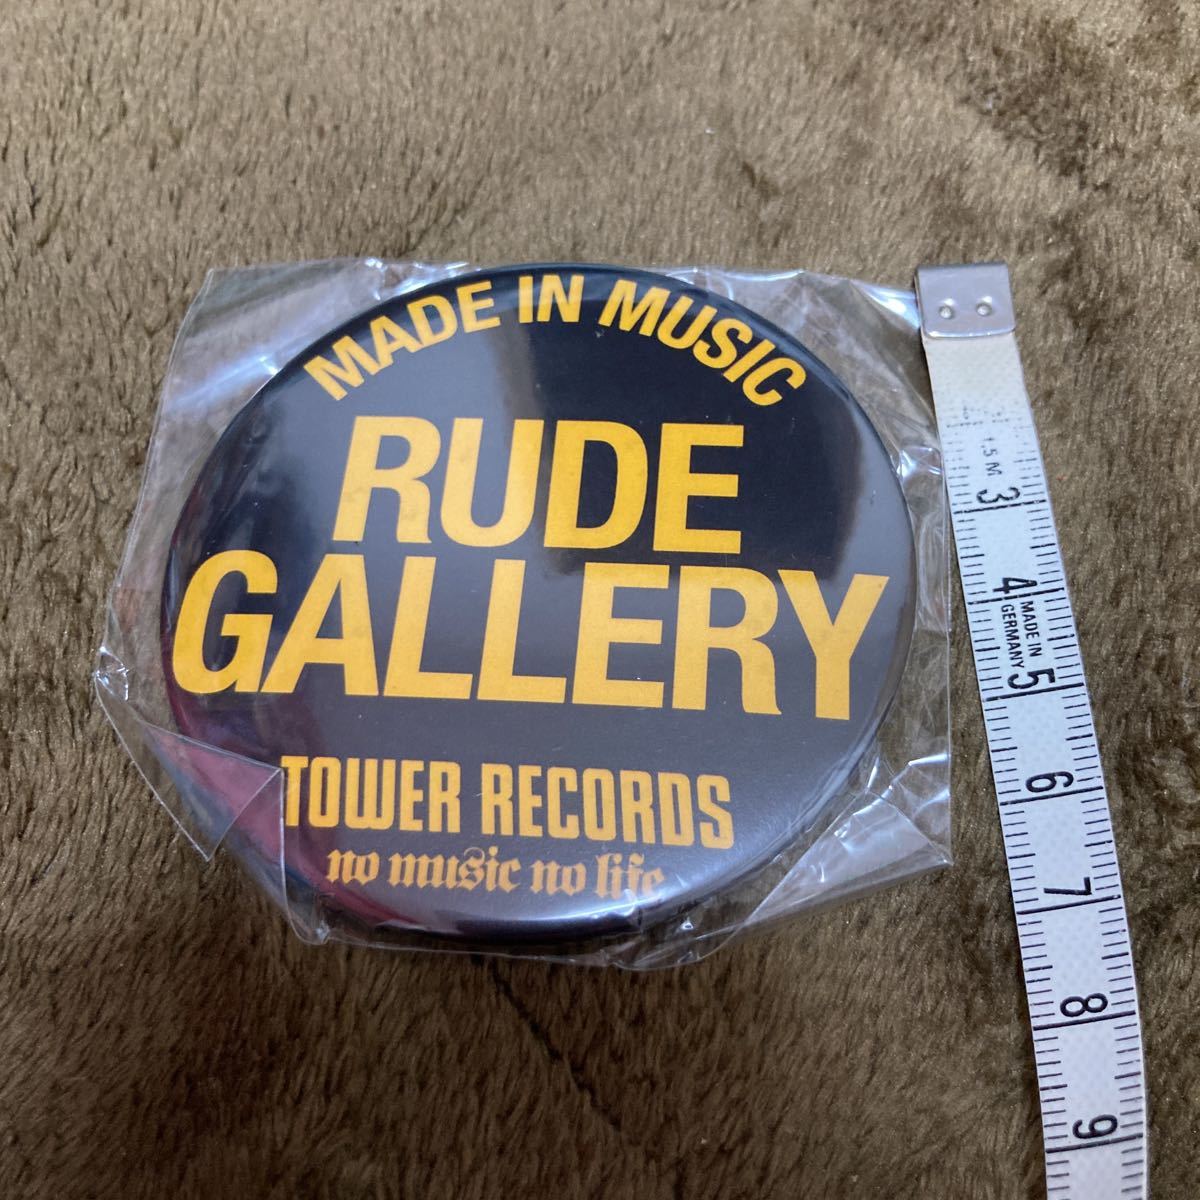 MADE IN MUSIC
RUDE
GALLERY
TOWER RECORDS
no music no life
1,5 M
3
4
MADE IN
GERMANY
5
6
7
8
9